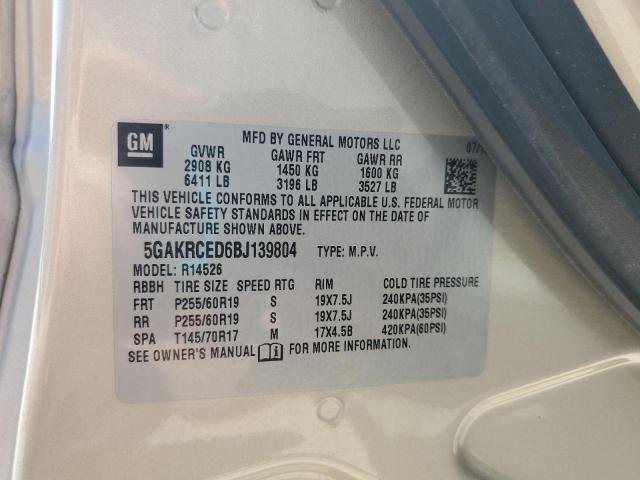 GM ®
MFD BY GENERAL MOTORS LLC 07/
GVWR GAWR FRT GAWR RR
2908 KG 1450 KG 1600 KG
6411 LB 3196 LB 3527 LB
THIS VEHICLE CONFORMS TO ALL APPLICABLE U.S. FEDERAL MOTOR
VEHICLE SAFETY STANDARDS IN EFFECT ON THE DATE OF
MANUFACTURE SHOWN ABOVE.
5GAKRCED6BJ139804 TYPE: M.P.V.
MODEL: R14526
RBBH TIRE SIZE SPEED RTG RIM COLD TIRE PRESSURE
FRT P255/60R19 S 19X7.5J 240KPA(35PSI)
RR P255/60R19 S 19X7.5J 240KPA(35PSI)
SPA T145/70R17 M 17X4.5B 420KPA(60PSI)
SEE OWNER'S MANUAL FOR MORE INFORMATION.